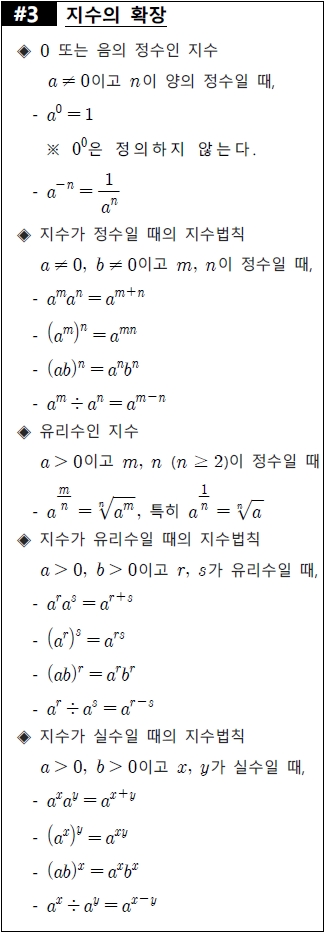 #3 지수의 확장
◈ 0 또는 음의 정수인 지수
a≠0이고 n이 양의 정수일 때,
- a^0 = 1
※ 0^0은 정의하지 않는다.
- a^{-n} = \frac{1}{a^n}
◈ 지수가 정수일 때의 지수법칙
a≠0, b≠0이고 m, n이 정수일 때,
- a^m a^n = a^{m+n}
- (a^m)^n = a^{mn}
- (ab)^n = a^n b^n
- a^m ÷ a^n = a^{m-n}
◈ 유리수인 지수
a>0이고 m, n (n ≥ 2)이 정수일 때
- a^{\frac{m}{n}} = \sqrt[n]{a^m}, 특히 a^{\frac{1}{n}} = \sqrt[n]{a}
◈ 지수가 유리수일 때의 지수법칙
a>0, b>0이고 r, s가 유리수일 때,
- a^r a^s = a^{r+s}
- (a^r)^s = a^{rs}
- (ab)^r = a^r b^r
- a^r ÷ a^s = a^{r-s}
◈ 지수가 실수일 때의 지수법칙
a>0, b>0이고 x, y가 실수일 때,
- a^x a^y = a^{x+y}
- (a^x)^y = a^{xy}
- (ab)^x = a^x b^x
- a^x ÷ a^y = a^{x-y}